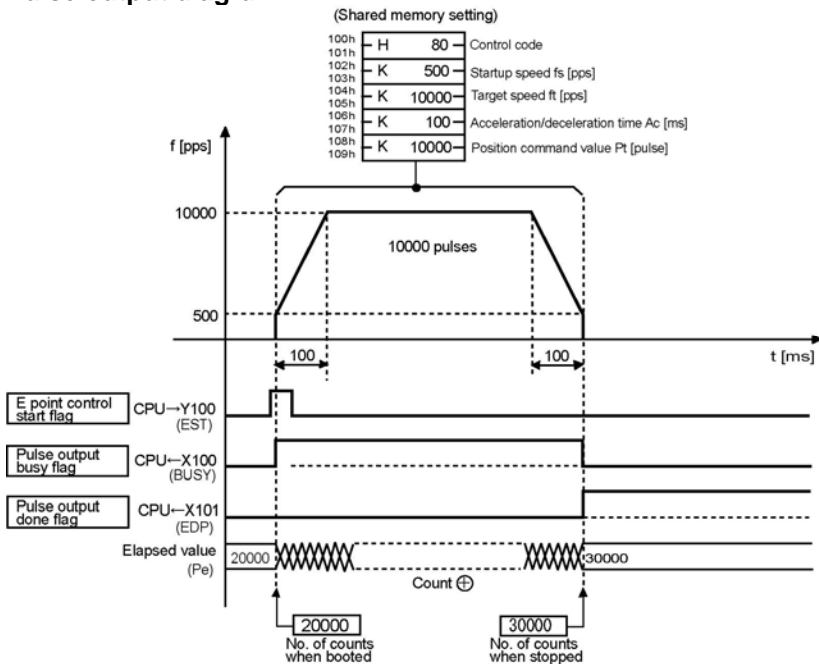 (Shared memory setting)
100h
101h
H 80
Control code
102h
103h
K 500
Startup speed fs [pps]
104h
105h
K 10000
Target speed ft [pps]
106h
107h
K 100
Acceleration/deceleration time Ac [ms]
108h
109h
K 10000
Position command value Pt [pulse]
f [pps]
10000
10000 pulses
500
100
100
t [ms]
E point control
start flag
CPU→Y100
(EST)
Pulse output
busy flag
CPU←X100
(BUSY)
Pulse output
done flag
CPU←X101
(EDP)
Elapsed value
(Pe)
20000
30000
Count ⊕
20000
No. of counts
when booted
30000
No. of counts
when stopped